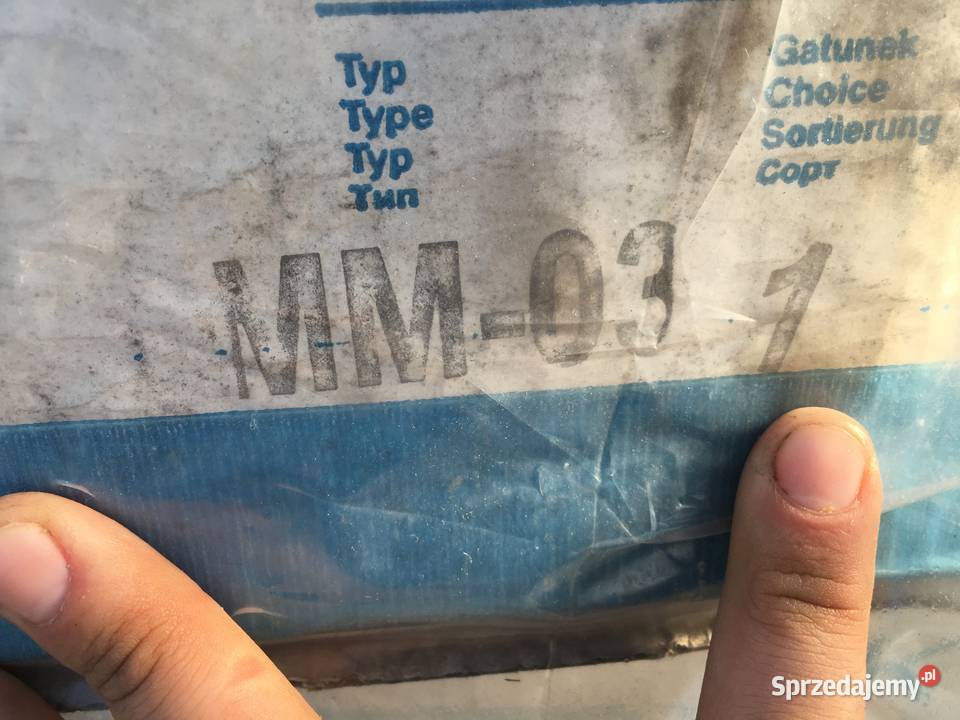 Typ
Type
Typ
Тип
Gatunek
Choice
Sortierung
Сорт
MM-03 1
Sprzedajemy.pl